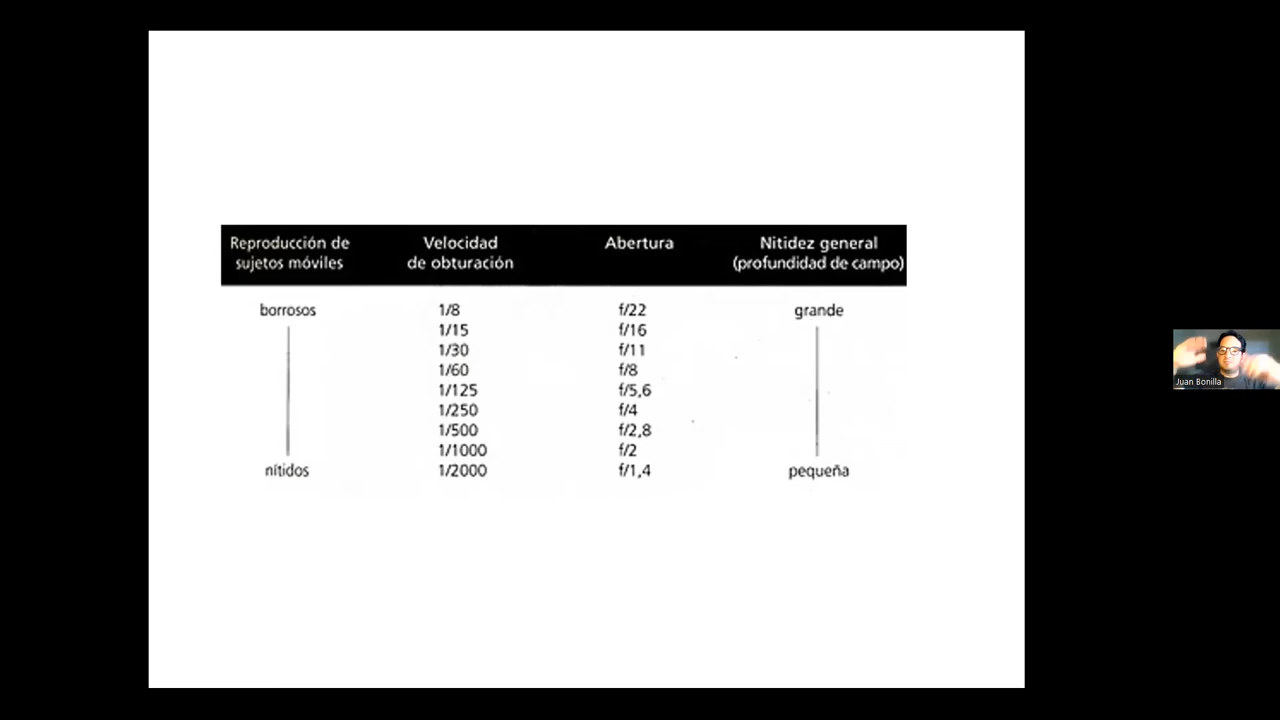 Reproducción de sujetos móviles Velocidad de obturación Abertura Nitidez general (profundidad de campo)
borrosos 1/8 f/22 grande
1/15 f/16
1/30 f/11
1/60 f/8
1/125 f/5,6
1/250 f/4
1/500 f/2,8
1/1000 f/2
nítidos 1/2000 f/1,4 pequeña
Juan Bonilla